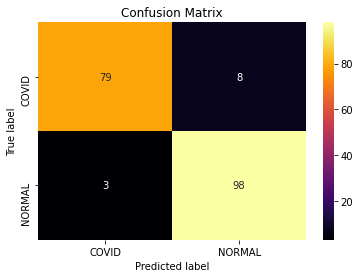 Confusion Matrix
True label
COVID
79
8
NORMAL
3
98
COVID
NORMAL
Predicted label
80
60
40
20